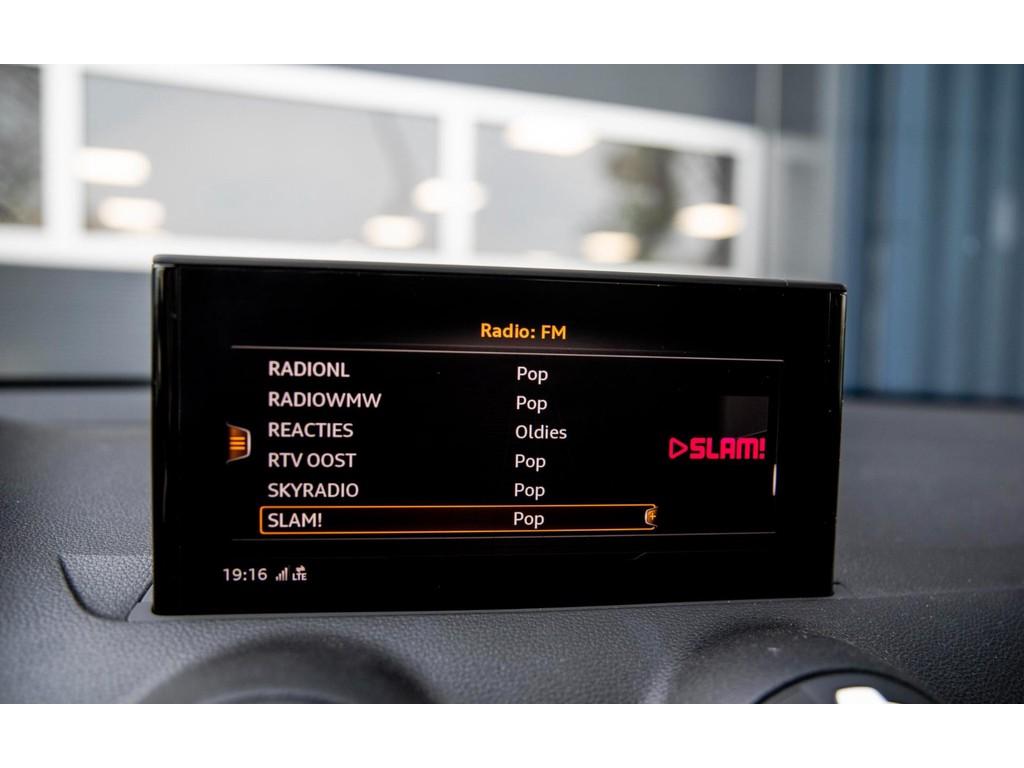 Radio: FM
RADIONL Pop
RADIOWMW Pop
REACTIES Oldies
RTV OOST Pop
SKYRADIO Pop
SLAM! Pop
SLAM!
19:16 LTE